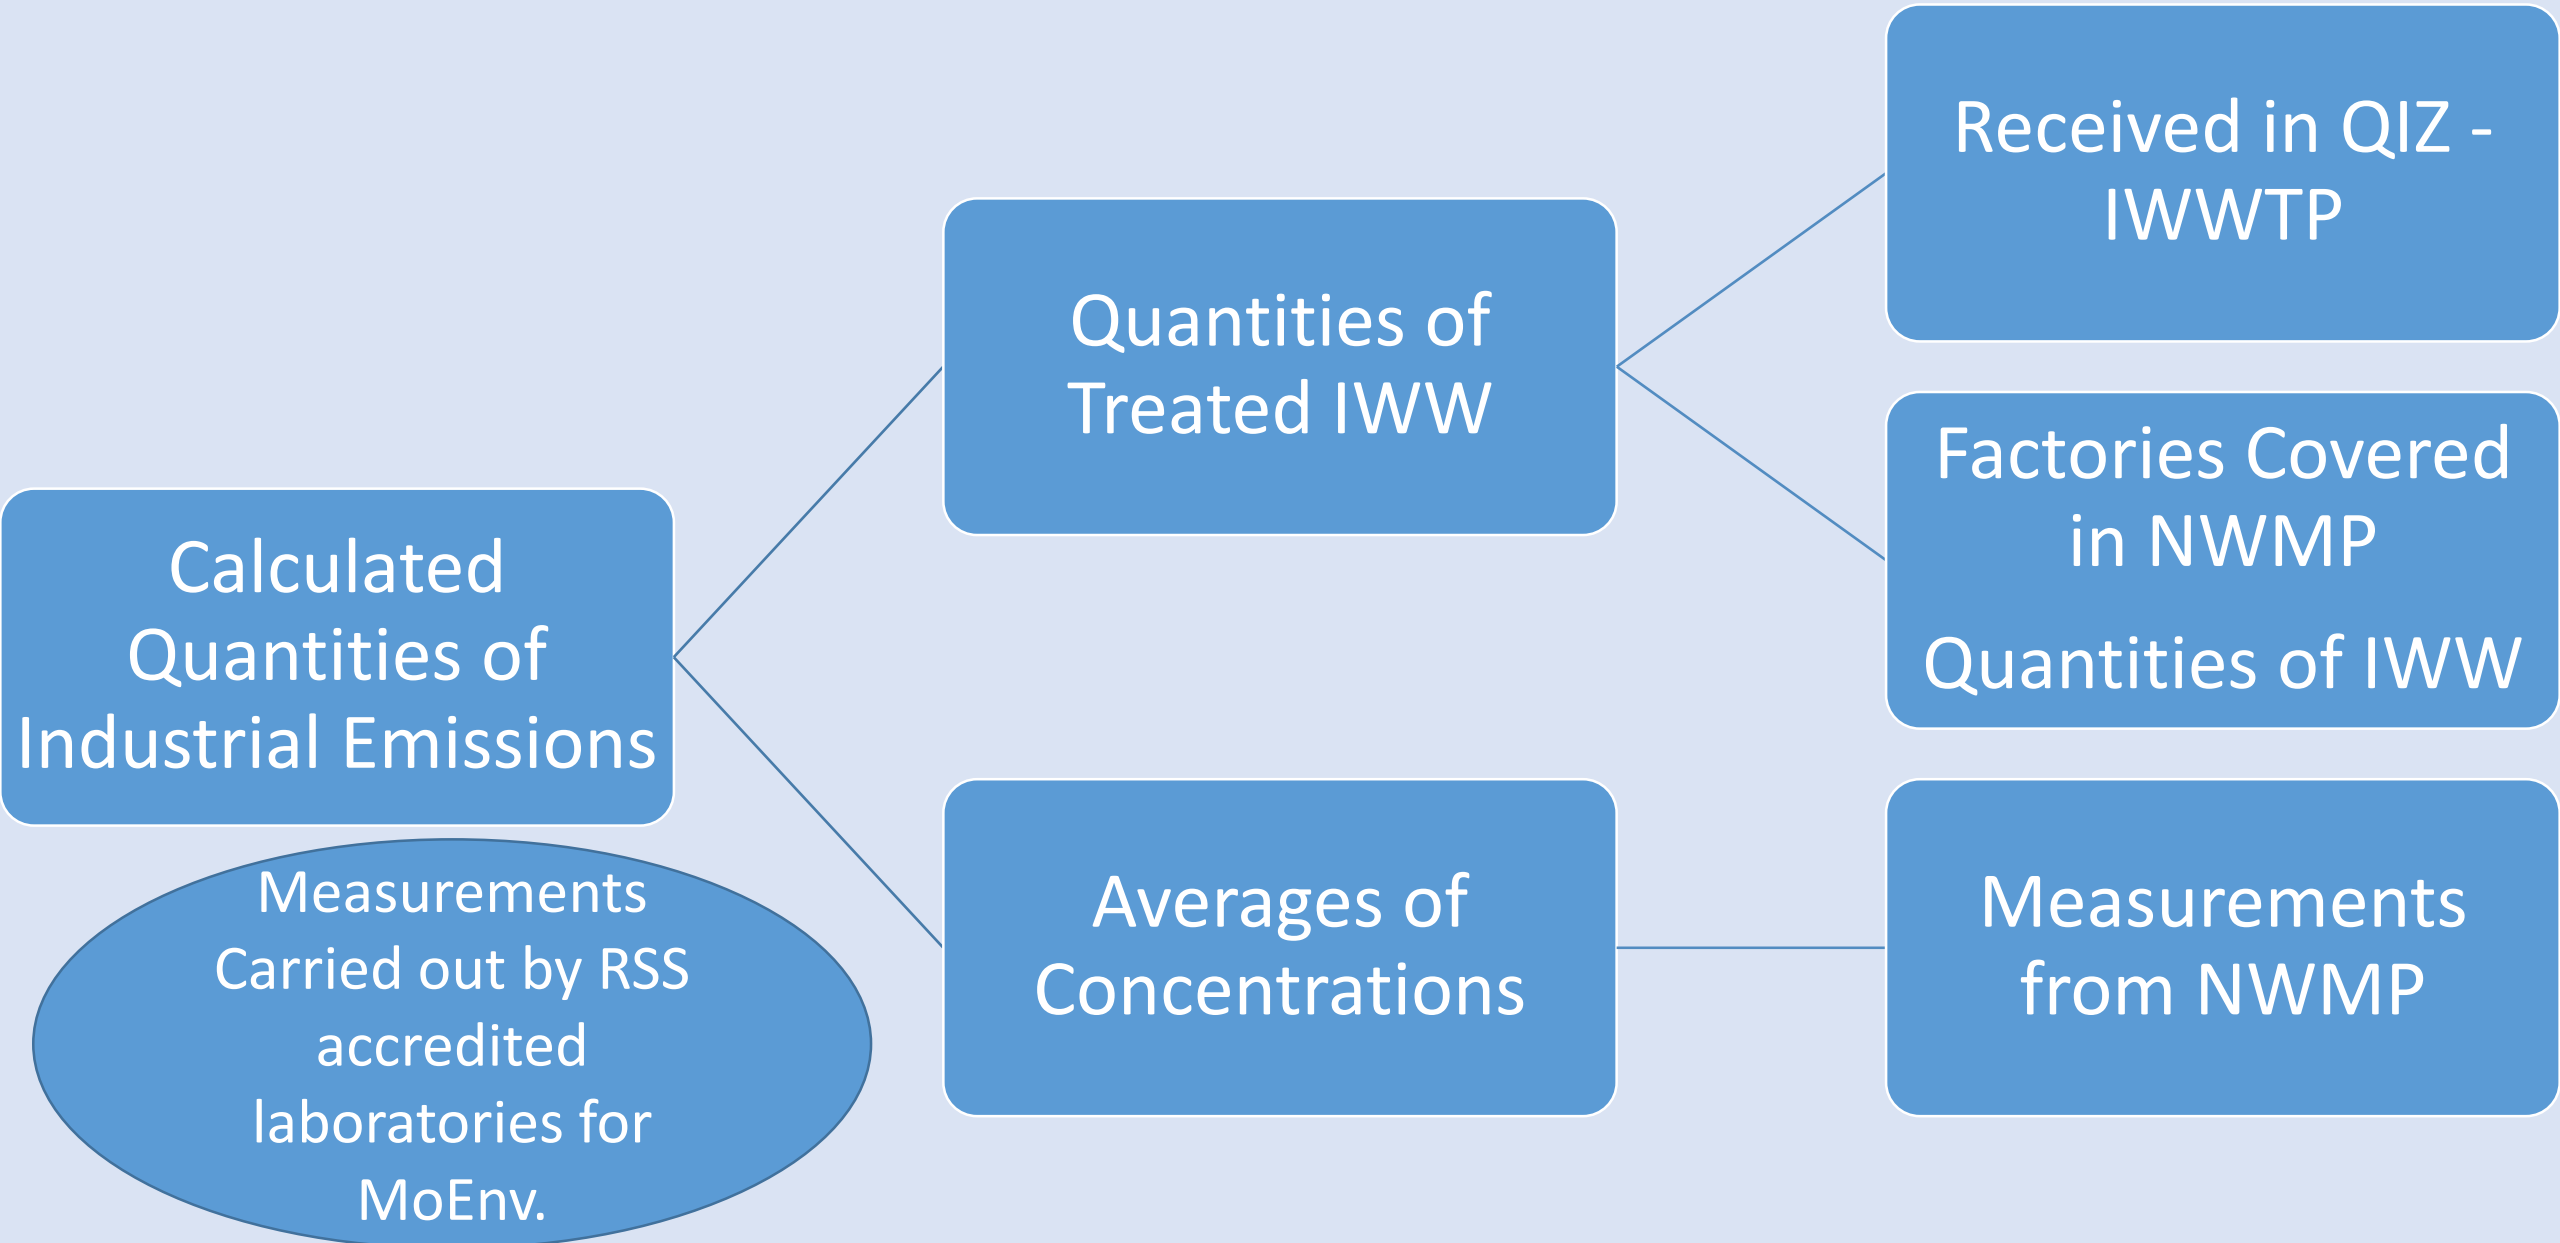 Calculated
Quantities of
Industrial Emissions
Measurements
Carried out by RSS
accredited
laboratories for
MoEnv.
Quantities of
Treated IWW
Averages of
Concentrations
Received in QIZ -
IWWTP
Factories Covered
in NWMP
Quantities of IWW
Measurements
from NWMP